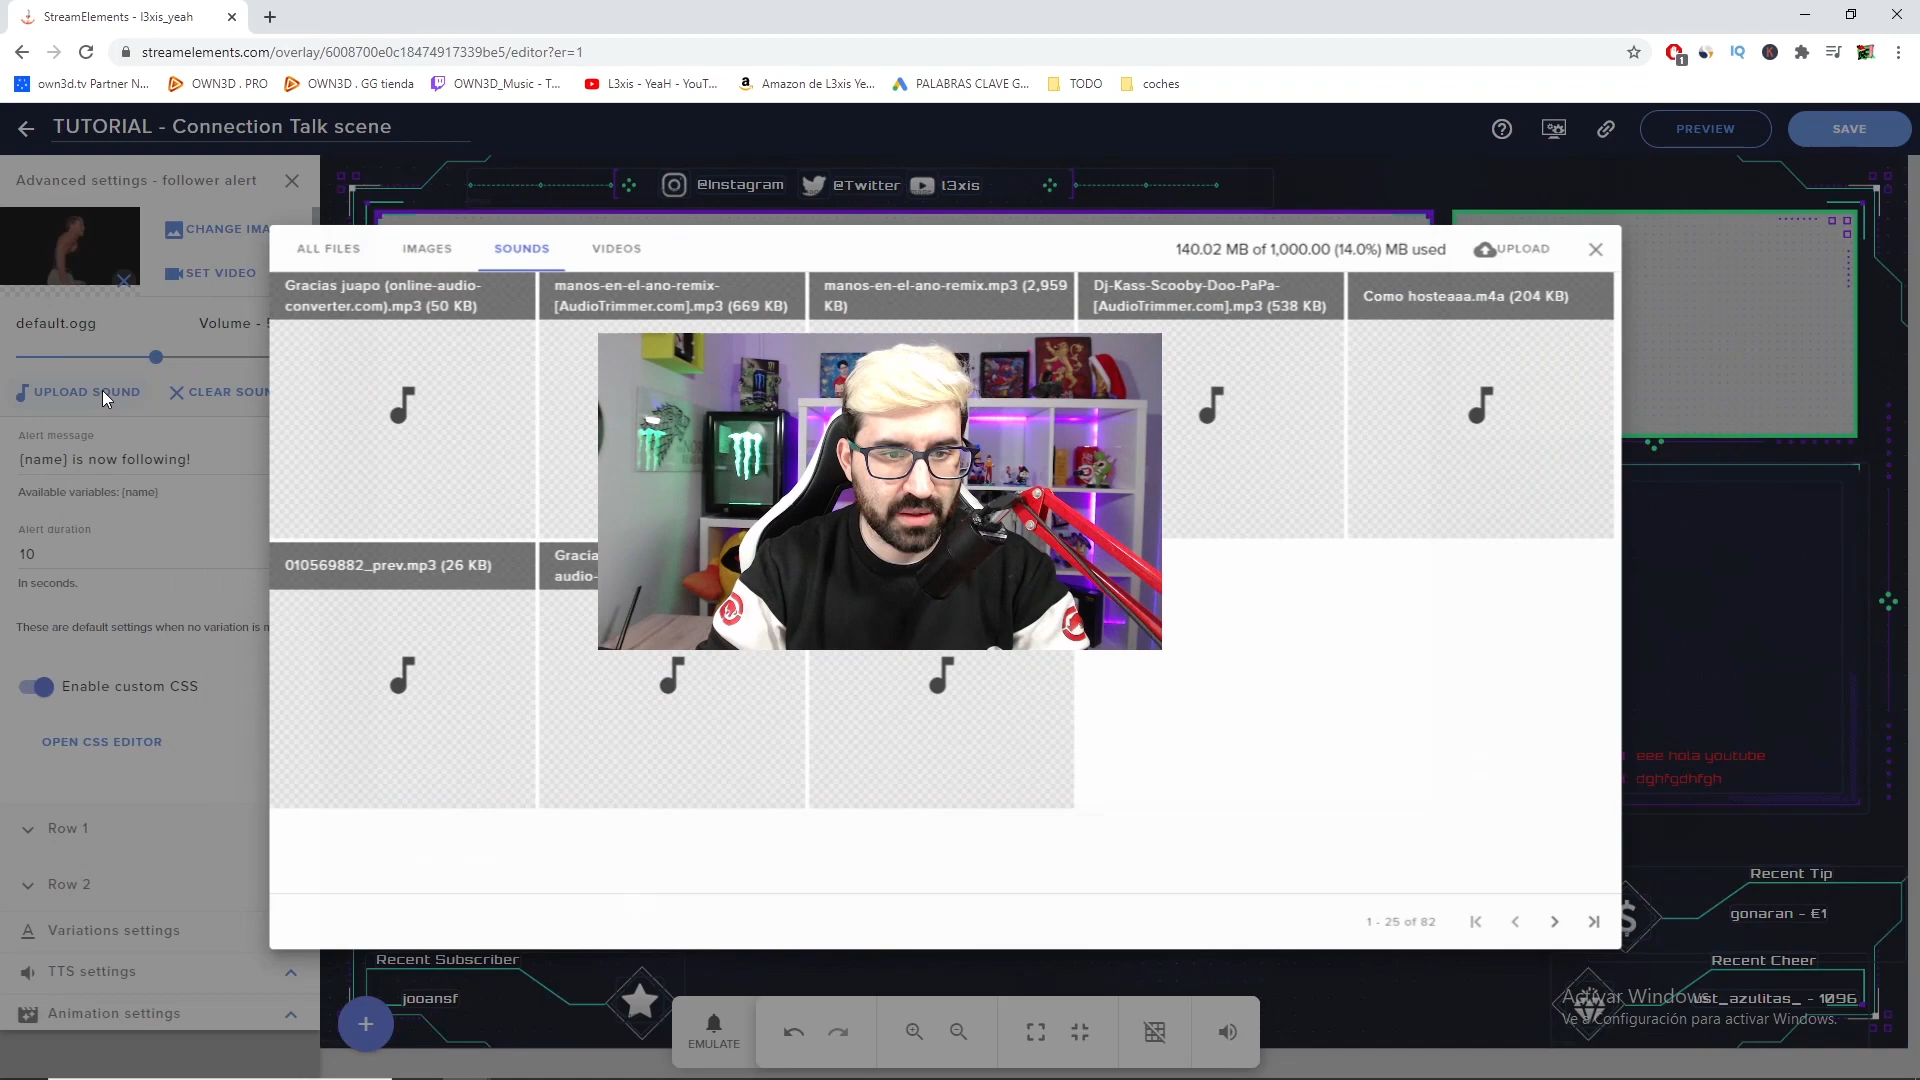 StreamElements - l3xis_yeah
streamelements.com/overlay/6008700e0c18474917339be5/editor?er=1
own3d.tv Partner N...
OWN3D . PRO
OWN3D . GG tienda
OWN3D_Music - T...
L3xis - YeaH - YouT...
Amazon de L3xis Ye...
PALABRAS CLAVE G...
TODO
coches
TUTORIAL - Connection Talk scene
PREVIEW
SAVE
Advanced settings - follower alert
@Instagram
@Twitter
l3xis
CHANGE IMA
SET VIDEO
ALL FILES
IMAGES
SOUNDS
VIDEOS
140.02 MB of 1,000.00 (14.0%) MB used
UPLOAD
Gracias juapo (online-audio-
converter.com).mp3 (50 KB)
manos-en-el-ano-remix-
[AudioTrimmer.com].mp3 (669 KB)
manos-en-el-ano-remix.mp3 (2,959
KB)
Dj-Kass-Scooby-Doo-PaPa-
[AudioTrimmer.com].mp3 (538 KB)
Como hosteaaa.m4a (204 KB)
default.ogg
Volume -
UPLOAD SOUND
CLEAR SOUN
Alert message
{name} is now following!
Available variables: {name}
Alert duration
10
In seconds.
These are default settings when no variation is
010569882_prev.mp3 (26 KB)
Gracia
audio-
Enable custom CSS
OPEN CSS EDITOR
eee hola youtube
dghfgdhfgh
Row 1
Row 2
Variations settings
TTS settings
Animation settings
1 - 25 of 82
Recent Tip
gonaran - €1
Recent Subscriber
jooansf
Recent Cheer
ust_azulitas_ - 1096
Activar Windows
Ve a Configuración para activar Windows.
EMULATE